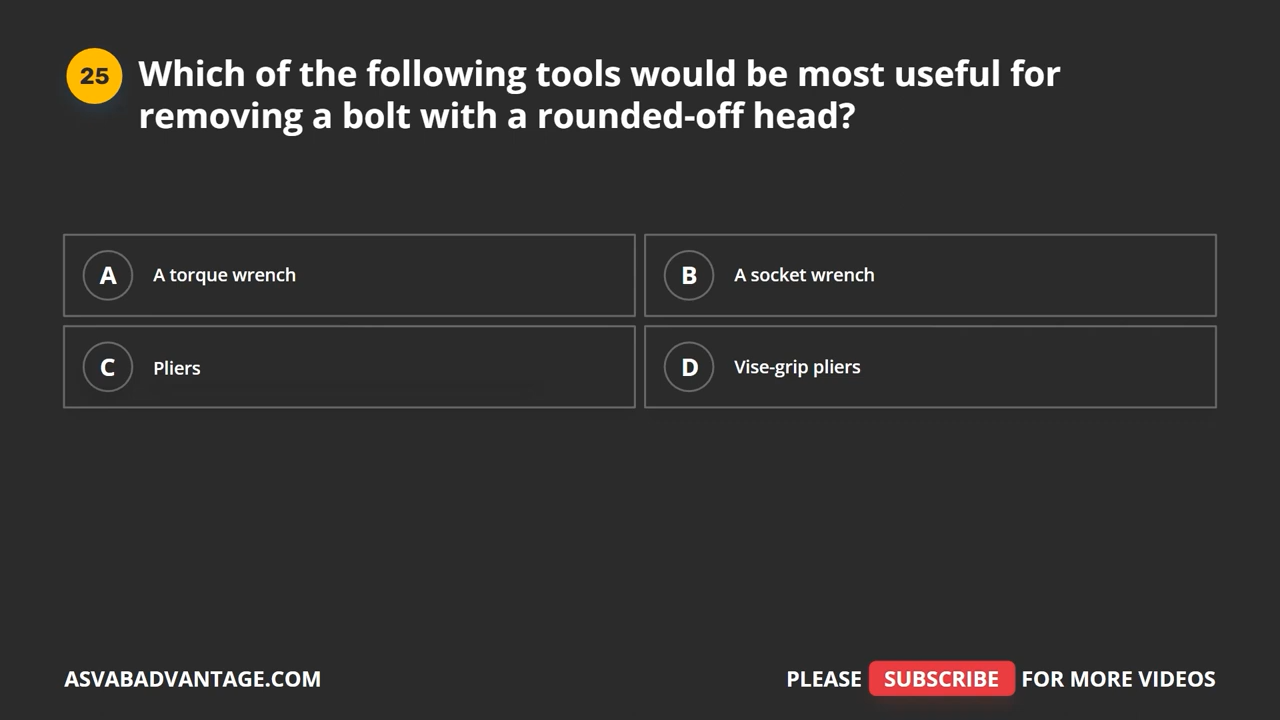 25
Which of the following tools would be most useful for
removing a bolt with a rounded-off head?
A
A torque wrench
B
A socket wrench
C
Pliers
D
Vise-grip pliers
ASVABADVANTAGE.COM
PLEASE SUBSCRIBE FOR MORE VIDEOS